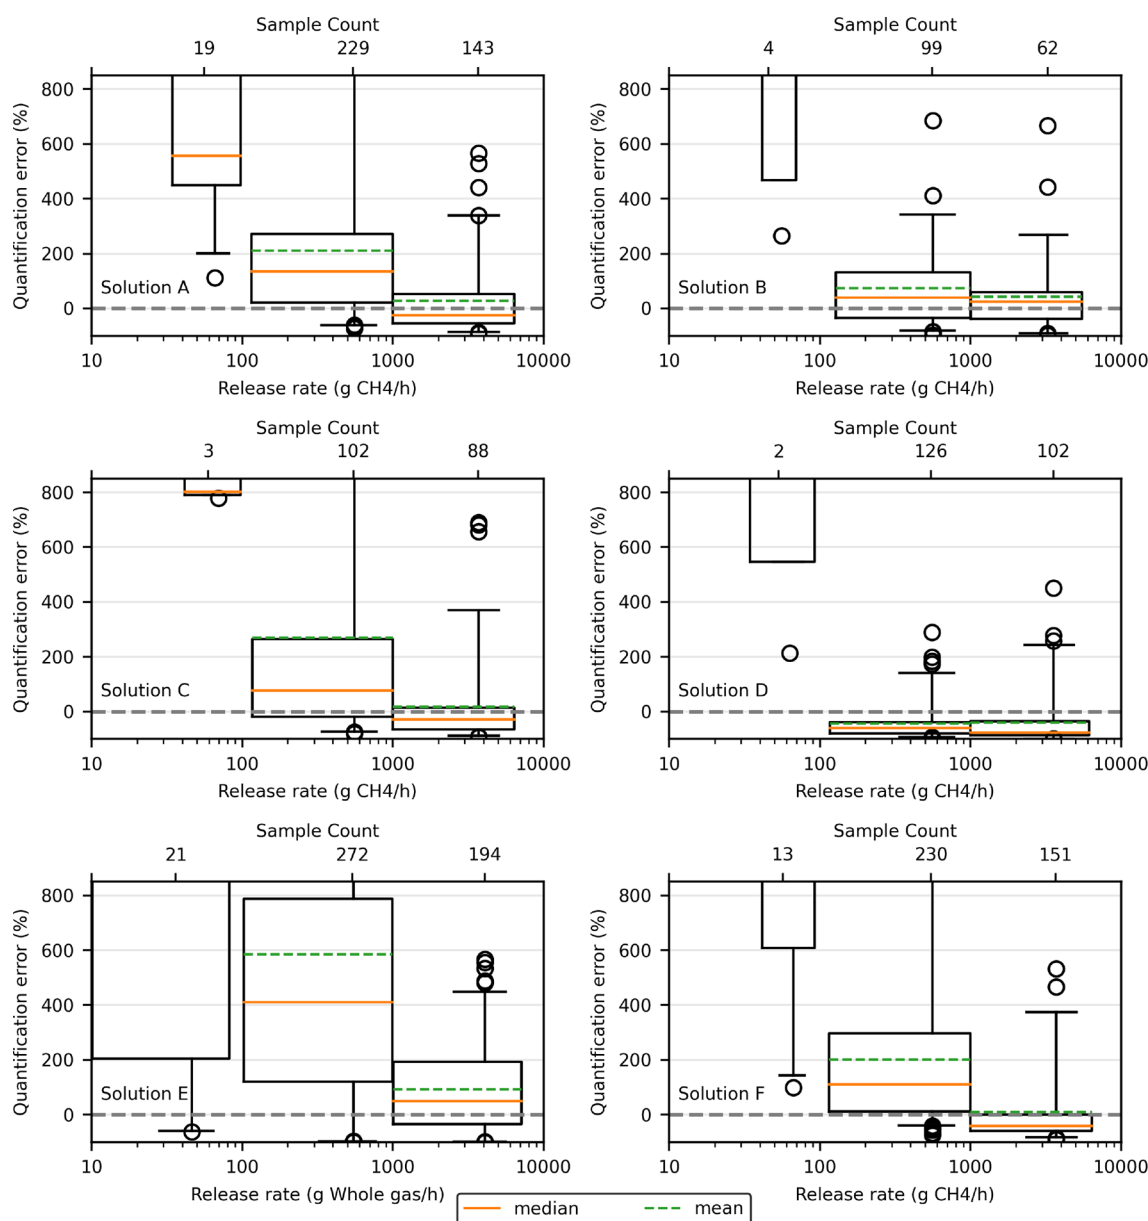 Sample Count
19 229 143
Quantification error (%)
800
600
400
200
0
Solution A
10 100 1000 10000
Release rate (g CH4/h)
Sample Count
4 99 62
Quantification error (%)
800
600
400
200
0
Solution B
10 100 1000 10000
Release rate (g CH4/h)
Sample Count
3 102 88
Quantification error (%)
800
600
400
200
0
Solution C
10 100 1000 10000
Release rate (g CH4/h)
Sample Count
2 126 102
Quantification error (%)
800
600
400
200
0
Solution D
10 100 1000 10000
Release rate (g CH4/h)
Sample Count
21 272 194
Quantification error (%)
800
600
400
200
0
Solution E
10 100 1000 10000
Release rate (g Whole gas/h)
Sample Count
13 230 151
Quantification error (%)
800
600
400
200
0
Solution F
10 100 1000 10000
Release rate (g CH4/h)
median mean